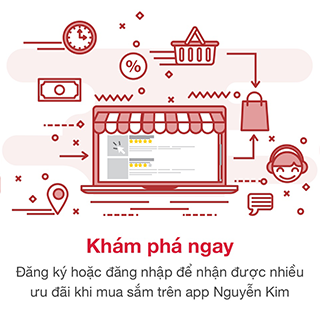 %
Khám phá ngay
Đăng ký hoặc đăng nhập để nhận được nhiều
ưu đãi khi mua sắm trên app Nguyễn Kim